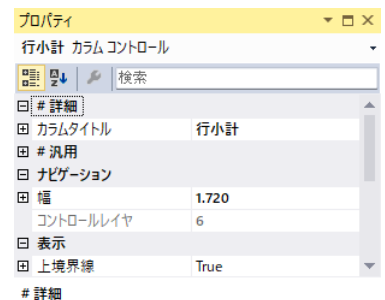 プロパティ
行小計 カラム コントロール
検索
# 詳細
カラムタイトル 行小計
# 汎用
ナビゲーション
幅 1.720
コントロールレイヤ 6
表示
上境界線 True
# 詳細